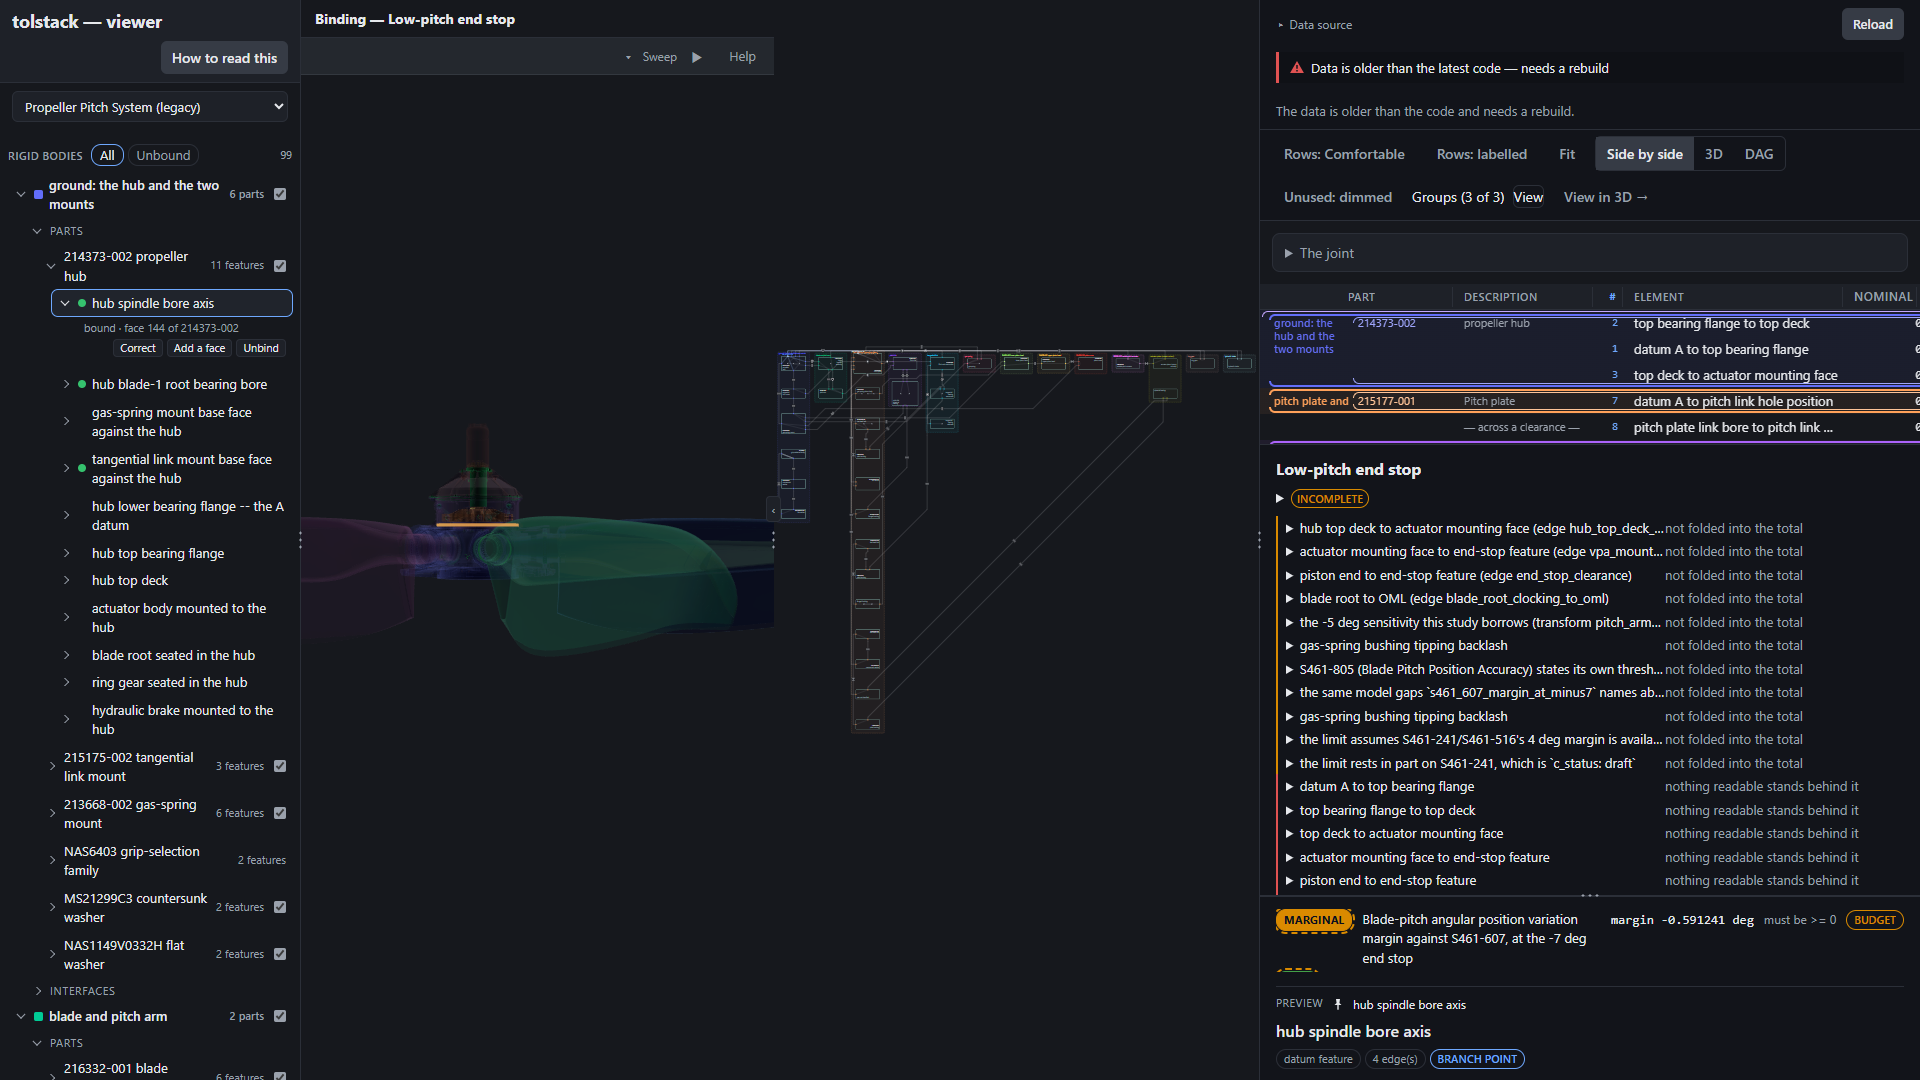 tolstack — viewer
How to read this
Propeller Pitch System (legacy)
RIGID BODIES All Unbound 99
ground: the hub and the two mounts 6 parts
PARTS
214373-002 propeller hub 11 features
hub spindle bore axis
bound · face 144 of 214373-002
Correct Add a face Unbind
hub blade-1 root bearing bore
gas-spring mount base face against the hub
tangential link mount base face against the hub
hub lower bearing flange -- the A datum
hub top bearing flange
hub top deck
actuator body mounted to the hub
blade root seated in the hub
ring gear seated in the hub
hydraulic brake mounted to the hub
215175-002 tangential link mount 3 features
213668-002 gas-spring mount 6 features
NAS6403 grip-selection family 2 features
MS21299C3 countersunk washer 2 features
NAS1149V0332H flat washer 2 features
INTERFACES
blade and pitch arm 2 parts
PARTS
216332-001 blade 6 features
Binding — Low-pitch end stop
Sweep Help
Data source
Reload
Data is older than the latest code — needs a rebuild
The data is older than the code and needs a rebuild.
Rows: Comfortable Rows: labelled Fit Side by side 3D DAG
Unused: dimmed Groups (3 of 3) View View in 3D →
The joint
PART DESCRIPTION # ELEMENT NOMINAL
ground: the hub and the two mounts 214373-002 propeller hub 2 top bearing flange to top deck
1 datum A to top bearing flange
3 top deck to actuator mounting face
pitch plate and 215177-001 Pitch plate 7 datum A to pitch link hole position
— across a clearance — 8 pitch plate link bore to pitch link ...
Low-pitch end stop
INCOMPLETE
hub top deck to actuator mounting face (edge hub_top_deck_... not folded into the total
actuator mounting face to end-stop feature (edge vpa_mount... not folded into the total
piston end to end-stop feature (edge end_stop_clearance) not folded into the total
blade root to OML (edge blade_root_clocking_to_oml) not folded into the total
the -5 deg sensitivity this study borrows (transform pitch_arm... not folded into the total
gas-spring bushing tipping backlash not folded into the total
S461-805 (Blade Pitch Position Accuracy) states its own thresh... not folded into the total
the same model gaps `s461_607_margin_at_minus7` names ab... not folded into the total
gas-spring bushing tipping backlash not folded into the total
the limit assumes S461-241/S461-516's 4 deg margin is availa... not folded into the total
the limit rests in part on S461-241, which is `c_status: draft` not folded into the total
datum A to top bearing flange nothing readable stands behind it
top bearing flange to top deck nothing readable stands behind it
top deck to actuator mounting face nothing readable stands behind it
actuator mounting face to end-stop feature nothing readable stands behind it
piston end to end-stop feature nothing readable stands behind it
MARGINAL Blade-pitch angular position variation margin against S461-607, at the -7 deg end stop margin -0.591241 deg must be >= 0 BUDGET
PREVIEW hub spindle bore axis
hub spindle bore axis
datum feature 4 edge(s) BRANCH POINT